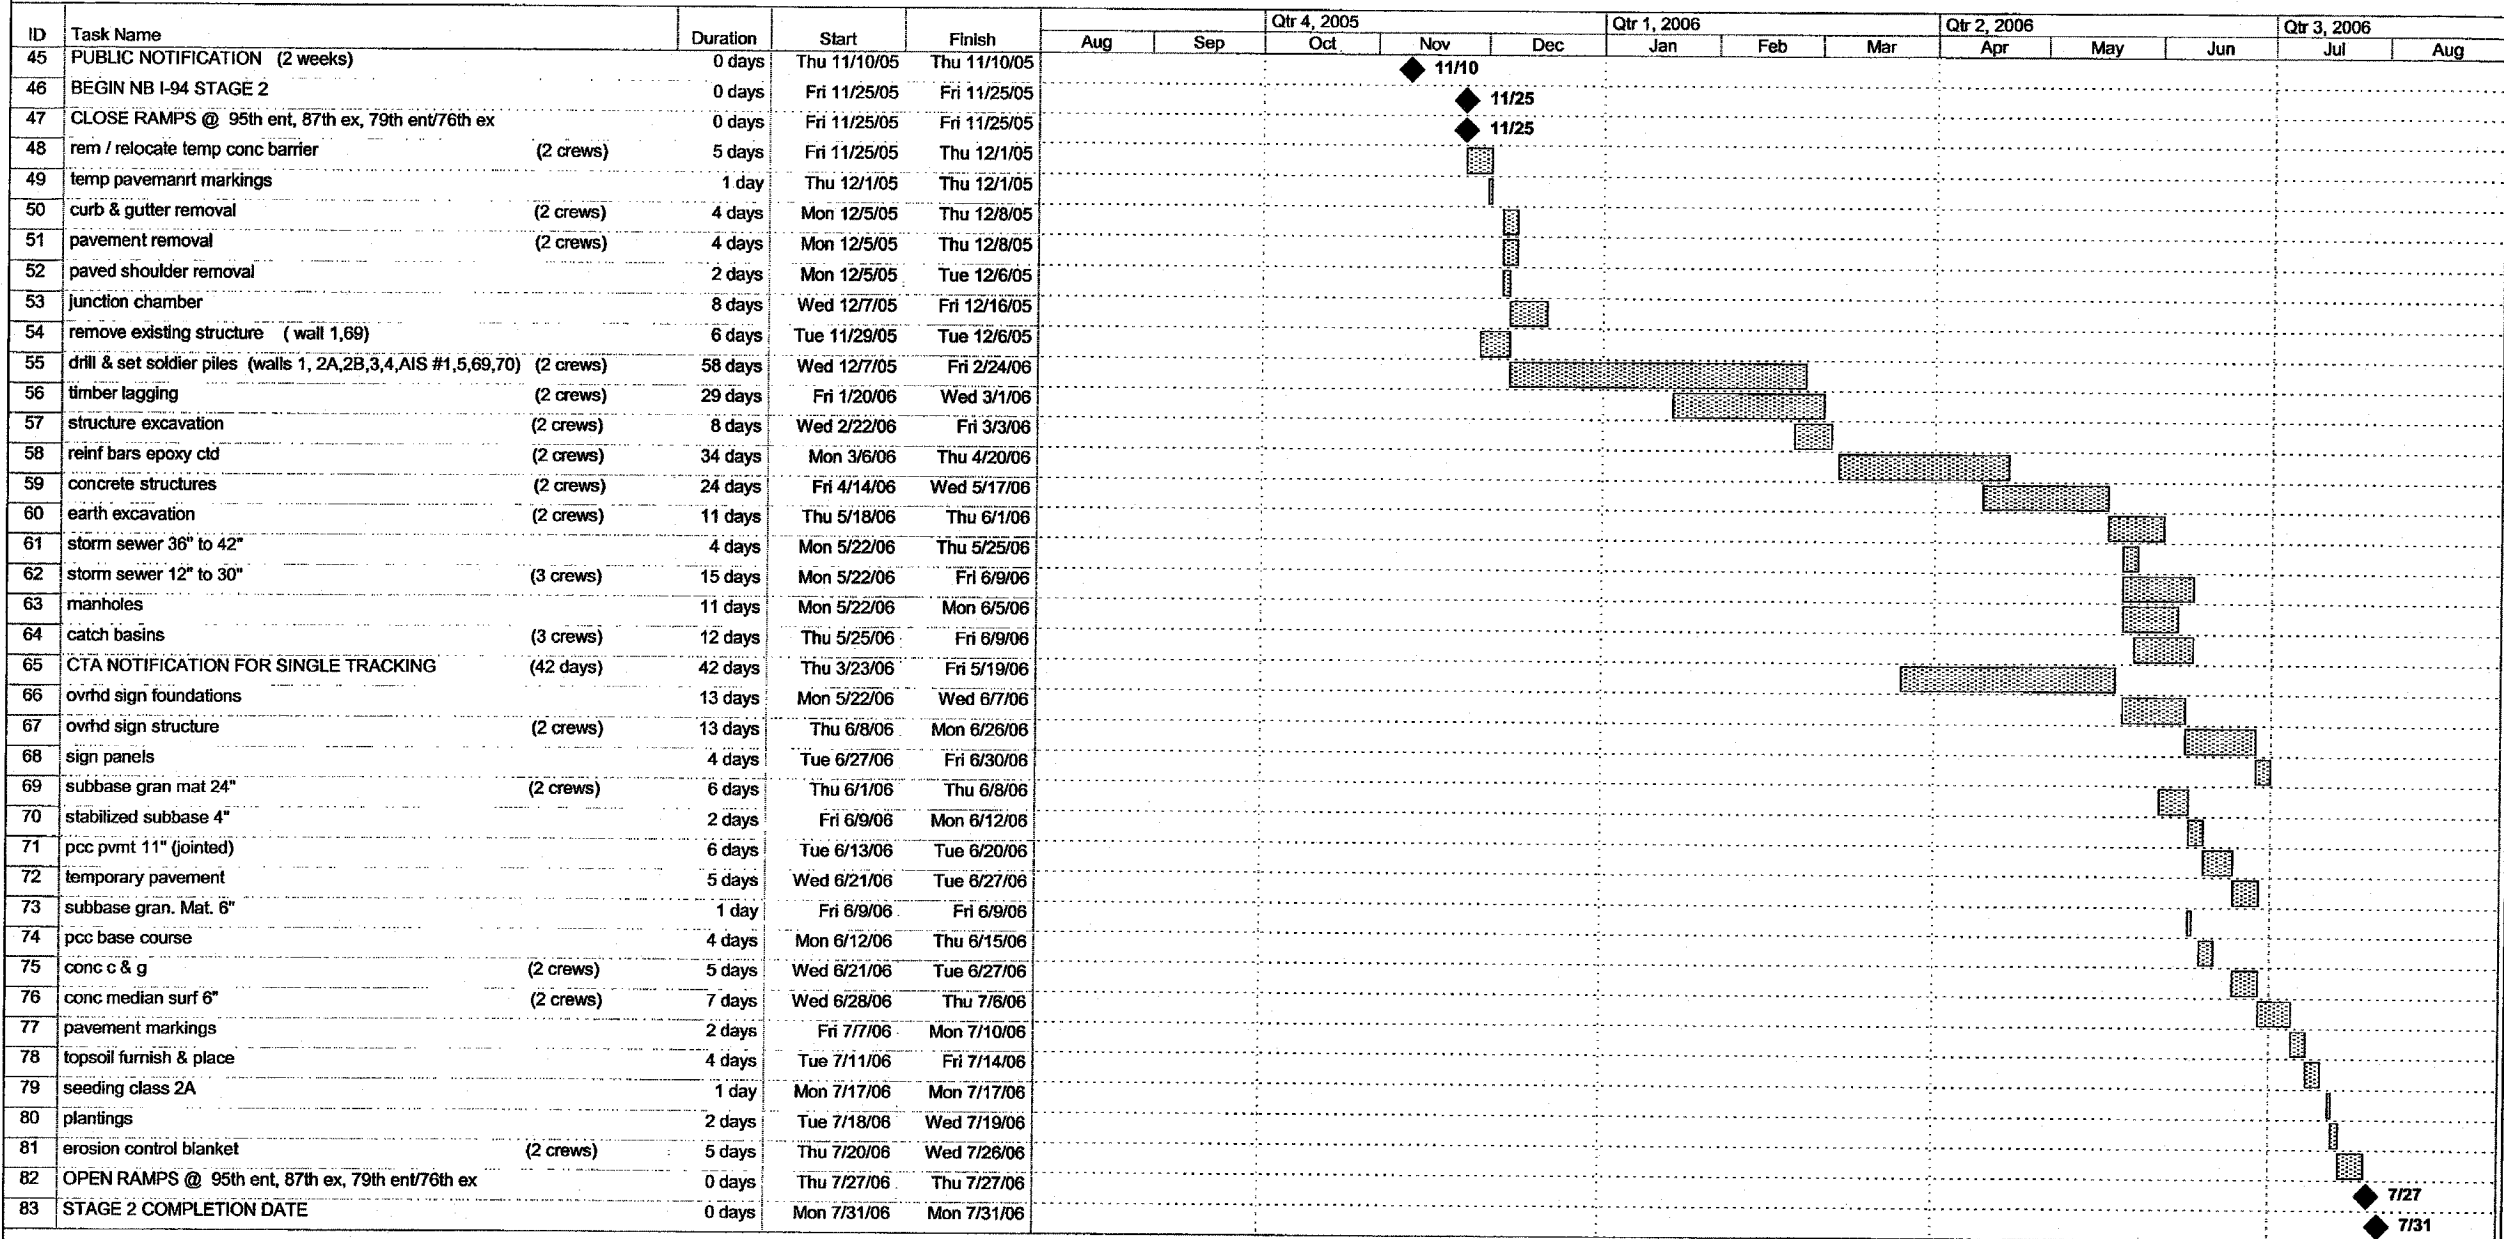 Qtr 4, 2005 Qtr 1, 2006 Qtr 2, 2006 Qtr 3, 2006
ID Task Name Duration Start Finish Aug Sep Oct Nov Dec Jan Feb Mar Apr May Jun Jul Aug
45 PUBLIC NOTIFICATION (2 weeks) 0 days Thu 11/10/05 Thu 11/10/05 11/10
46 BEGIN NB I-94 STAGE 2 0 days Fri 11/25/05 Fri 11/25/05 11/25
47 CLOSE RAMPS @ 95th ent, 87th ex, 79th ent/76th ex 0 days Fri 11/25/05 Fri 11/25/05 11/25
48 rem / relocate temp conc barrier (2 crews) 5 days Fri 11/25/05 Thu 12/1/05
49 temp pavemanrt markings 1 day Thu 12/1/05 Thu 12/1/05
50 curb & gutter removal (2 crews) 4 days Mon 12/5/05 Thu 12/8/05
51 pavement removal (2 crews) 4 days Mon 12/5/05 Thu 12/8/05
52 paved shoulder removal 2 days Mon 12/5/05 Tue 12/6/05
53 junction chamber 8 days Wed 12/7/05 Fri 12/16/05
54 remove existing structure ( wall 1,69) 6 days Tue 11/29/05 Tue 12/6/05
55 drill & set soldier piles (walls 1, 2A,2B,3,4,AIS #1,5,69,70) (2 crews) 58 days Wed 12/7/05 Fri 2/24/06
56 timber lagging (2 crews) 29 days Fri 1/20/06 Wed 3/1/06
57 structure excavation (2 crews) 8 days Wed 2/22/06 Fri 3/3/06
58 reinf bars epoxy ctd (2 crews) 34 days Mon 3/6/06 Thu 4/20/06
59 concrete structures (2 crews) 24 days Fri 4/14/06 Wed 5/17/06
60 earth excavation (2 crews) 11 days Thu 5/18/06 Thu 6/1/06
61 storm sewer 36" to 42" 4 days Mon 5/22/06 Thu 5/25/06
62 storm sewer 12" to 30" (3 crews) 15 days Mon 5/22/06 Fri 6/9/06
63 manholes 11 days Mon 5/22/06 Mon 6/5/06
64 catch basins (3 crews) 12 days Thu 5/25/06 Fri 6/9/06
65 CTA NOTIFICATION FOR SINGLE TRACKING (42 days) 42 days Thu 3/23/06 Fri 5/19/06
66 ovrhd sign foundations 13 days Mon 5/22/06 Wed 6/7/06
67 ovrhd sign structure (2 crews) 13 days Thu 6/8/06 Mon 6/26/06
68 sign panels 4 days Tue 6/27/06 Fri 6/30/06
69 subbase gran mat 24" (2 crews) 6 days Thu 6/1/06 Thu 6/8/06
70 stabilized subbase 4" 2 days Fri 6/9/06 Mon 6/12/06
71 pcc pvmt 11" (jointed) 6 days Tue 6/13/06 Tue 6/20/06
72 temporary pavement 5 days Wed 6/21/06 Tue 6/27/06
73 subbase gran. Mat. 6" 1 day Fri 6/9/06 Fri 6/9/06
74 pcc base course 4 days Mon 6/12/06 Thu 6/15/06
75 conc c & g (2 crews) 5 days Wed 6/21/06 Tue 6/27/06
76 conc median surf 6" (2 crews) 7 days Wed 6/28/06 Thu 7/6/06
77 pavement markings 2 days Fri 7/7/06 Mon 7/10/06
78 topsoil furnish & place 4 days Tue 7/11/06 Fri 7/14/06
79 seeding class 2A 1 day Mon 7/17/06 Mon 7/17/06
80 plantings 2 days Tue 7/18/06 Wed 7/19/06
81 erosion control blanket (2 crews) 5 days Thu 7/20/06 Wed 7/26/06
82 OPEN RAMPS @ 95th ent, 87th ex, 79th ent/76th ex 0 days Thu 7/27/06 Thu 7/27/06 7/27
83 STAGE 2 COMPLETION DATE 0 days Mon 7/31/06 Mon 7/31/06 7/31